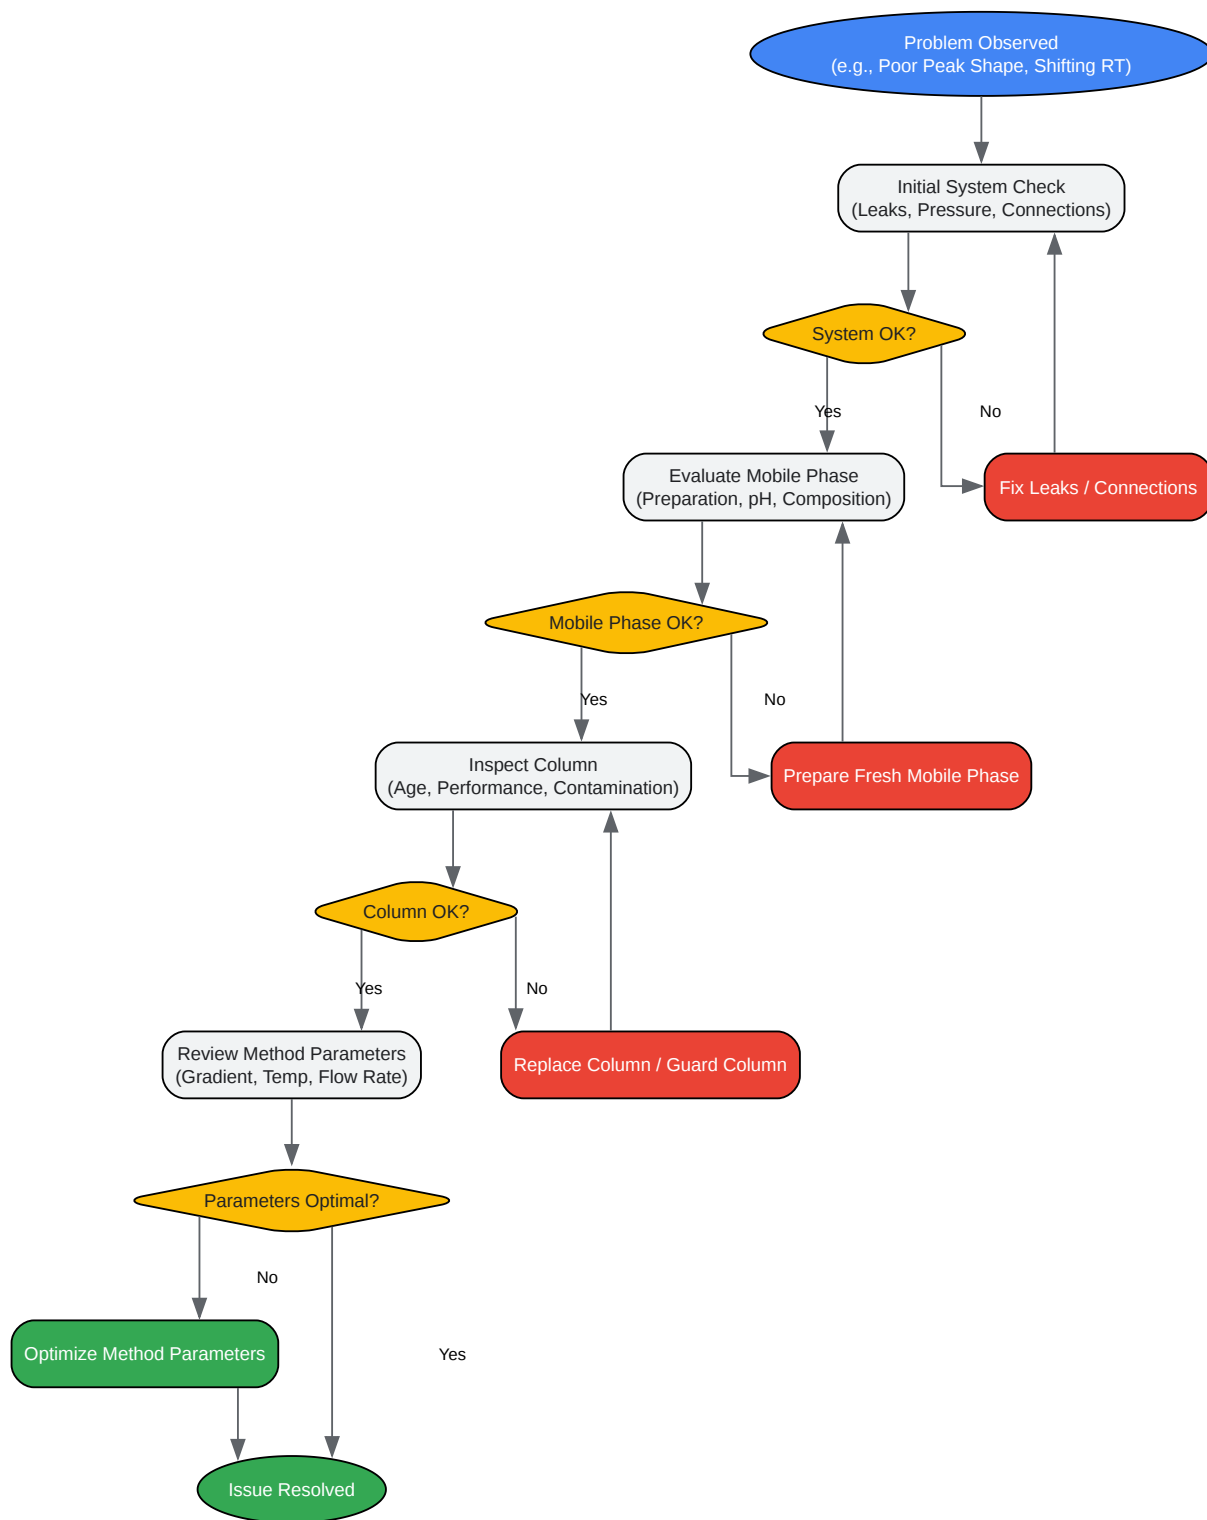 Problem Observed
(e.g., Poor Peak Shape, Shifting RT)
Initial System Check
(Leaks, Pressure, Connections)
System OK?
Yes
No
Evaluate Mobile Phase
(Preparation, pH, Composition)
Fix Leaks / Connections
Mobile Phase OK?
Yes
No
Inspect Column
(Age, Performance, Contamination)
Prepare Fresh Mobile Phase
Column OK?
Yes
No
Review Method Parameters
(Gradient, Temp, Flow Rate)
Replace Column / Guard Column
Parameters Optimal?
No
Optimize Method Parameters
Yes
Issue Resolved